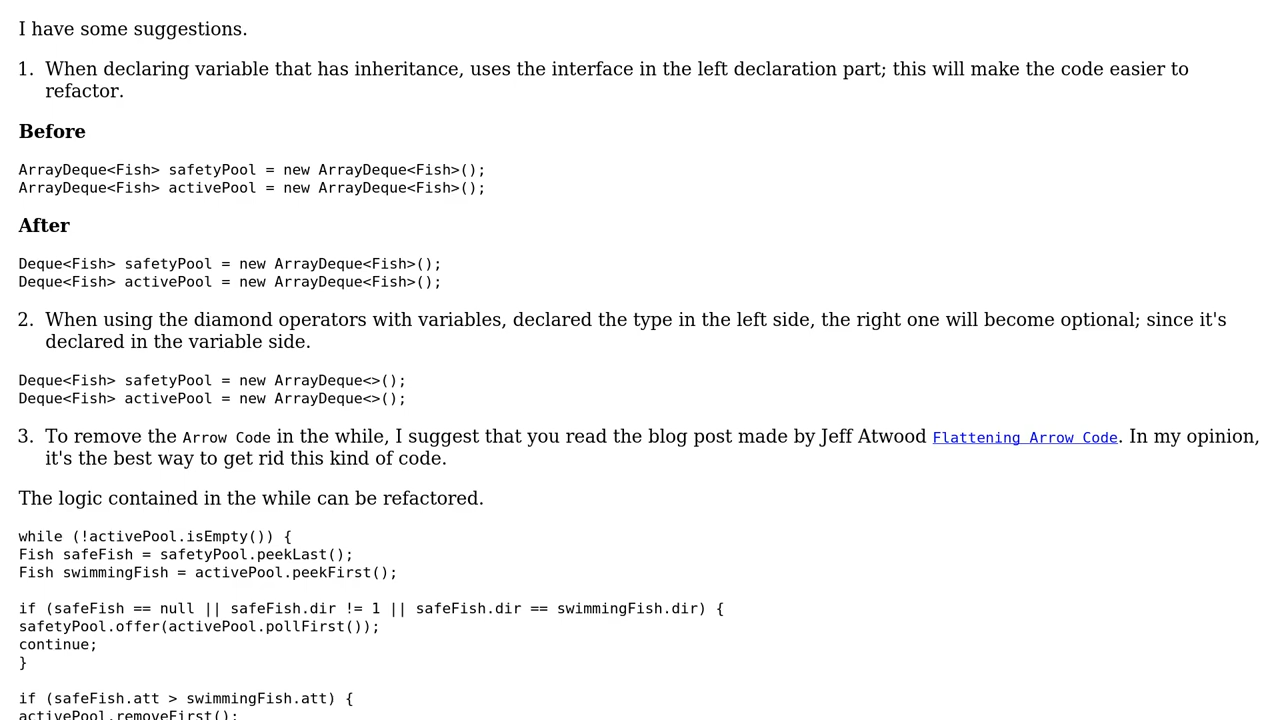 I have some suggestions.
1. When declaring variable that has inheritance, uses the interface in the left declaration part; this will make the code easier to
refactor.
Before
ArrayDeque<Fish> safetyPool = new ArrayDeque<Fish>();
ArrayDeque<Fish> activePool = new ArrayDeque<Fish>();
After
Deque<Fish> safetyPool = new ArrayDeque<Fish>();
Deque<Fish> activePool = new ArrayDeque<Fish>();
2. When using the diamond operators with variables, declared the type in the left side, the right one will become optional; since it's
declared in the variable side.
Deque<Fish> safetyPool = new ArrayDeque<>();
Deque<Fish> activePool = new ArrayDeque<>();
3. To remove the Arrow Code in the while, I suggest that you read the blog post made by Jeff Atwood Flattening Arrow Code. In my opinion,
it's the best way to get rid this kind of code.
The logic contained in the while can be refactored.
while (!activePool.isEmpty()) {
Fish safeFish = safetyPool.peekLast();
Fish swimmingFish = activePool.peekFirst();
if (safeFish == null || safeFish.dir != 1 || safeFish.dir == swimmingFish.dir) {
safetyPool.offer(activePool.pollFirst());
continue;
}
if (safeFish.att > swimmingFish.att) {
activePool.removeFirst();